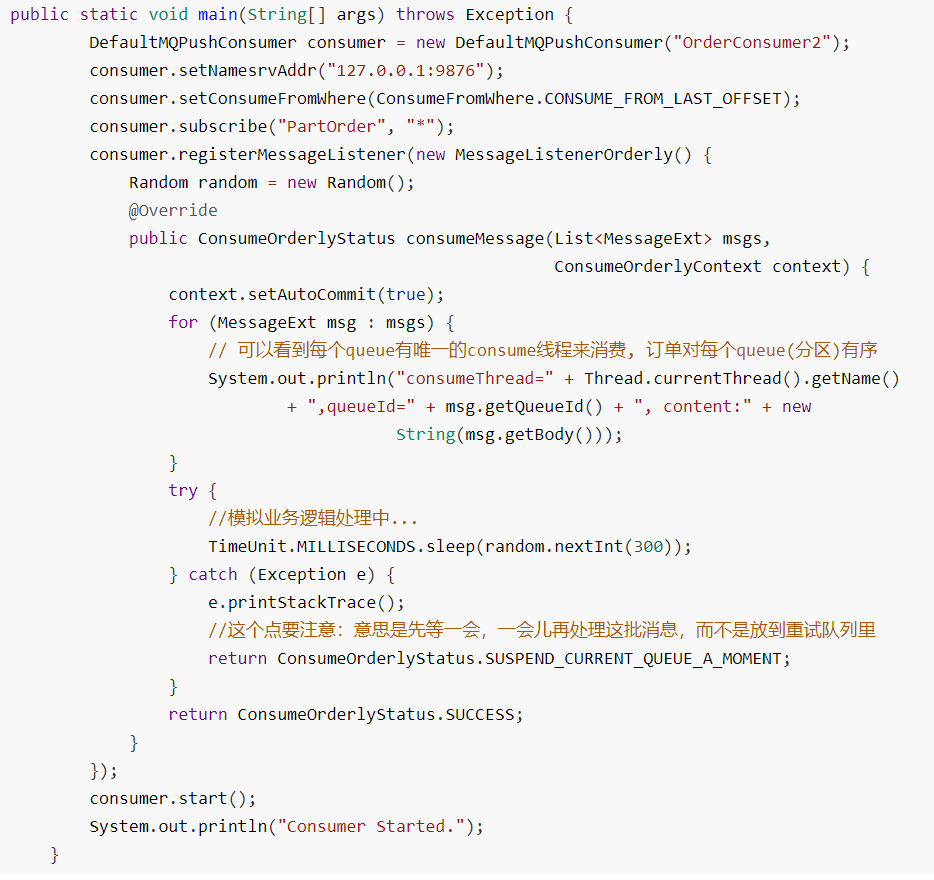 public static void main(String[] args) throws Exception {
        DefaultMQPushConsumer consumer = new DefaultMQPushConsumer("OrderConsumer2");
        consumer.setNamesrvAddr("127.0.0.1:9876");
        consumer.setConsumeFromWhere(ConsumeFromWhere.CONSUME_FROM_LAST_OFFSET);
        consumer.subscribe("PartOrder", "*");
        consumer.registerMessageListener(new MessageListenerOrderly() {
            Random random = new Random();
            @Override
            public ConsumeOrderlyStatus consumeMessage(List<MessageExt> msgs,
                                                       ConsumeOrderlyContext context) {
                context.setAutoCommit(true);
                for (MessageExt msg : msgs) {
                    // 可以看到每个queue有唯一的consume线程来消费, 订单对每个queue(分区)有序
                    System.out.println("consumeThread=" + Thread.currentThread().getName()
                            + ",queueId=" + msg.getQueueId() + ", content:" + new
                                       String(msg.getBody()));
                }
                try {
                    //模拟业务逻辑处理中...
                    TimeUnit.MILLISECONDS.sleep(random.nextInt(300));
                } catch (Exception e) {
                    e.printStackTrace();
                    //这个点要注意：意思是先等一会，一会儿再处理这批消息，而不是放到重试队列里
                    return ConsumeOrderlyStatus.SUSPEND_CURRENT_QUEUE_A_MOMENT;
                }
                return ConsumeOrderlyStatus.SUCCESS;
            }
        });
        consumer.start();
        System.out.println("Consumer Started.");
    }